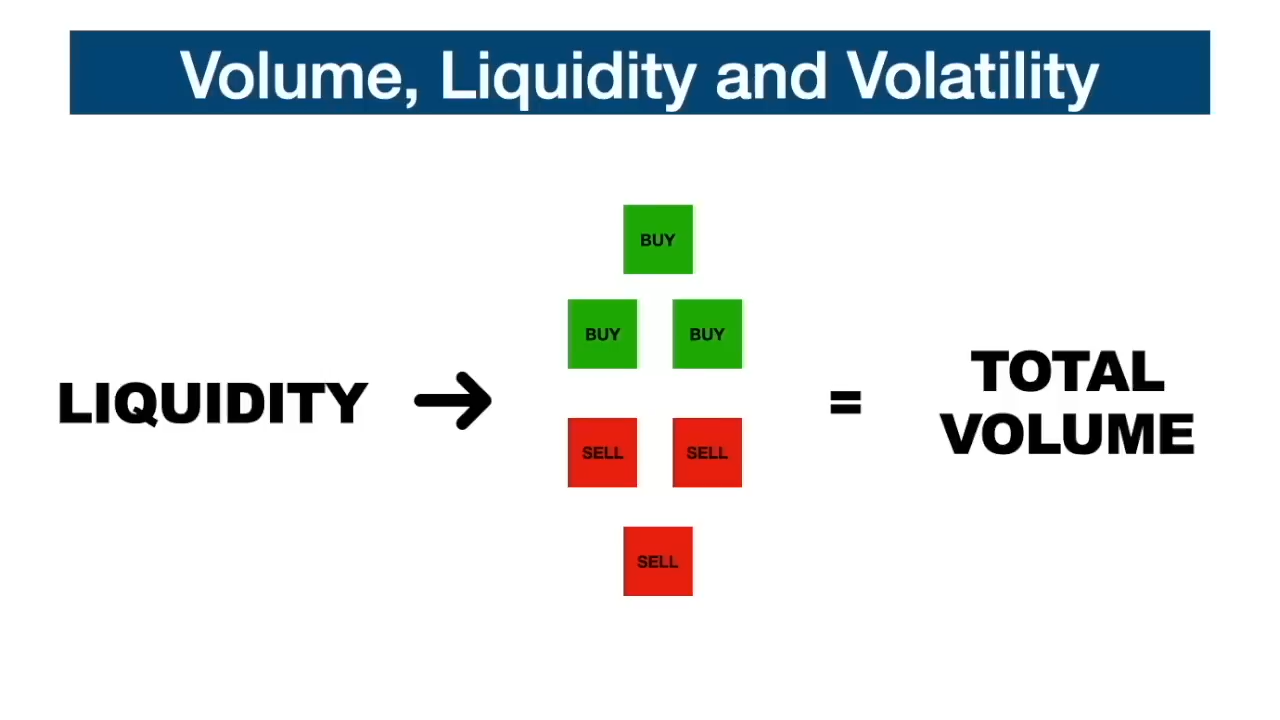 Volume, Liquidity and Volatility
BUY
BUY BUY
LIQUIDITY → = TOTAL VOLUME
SELL SELL
SELL